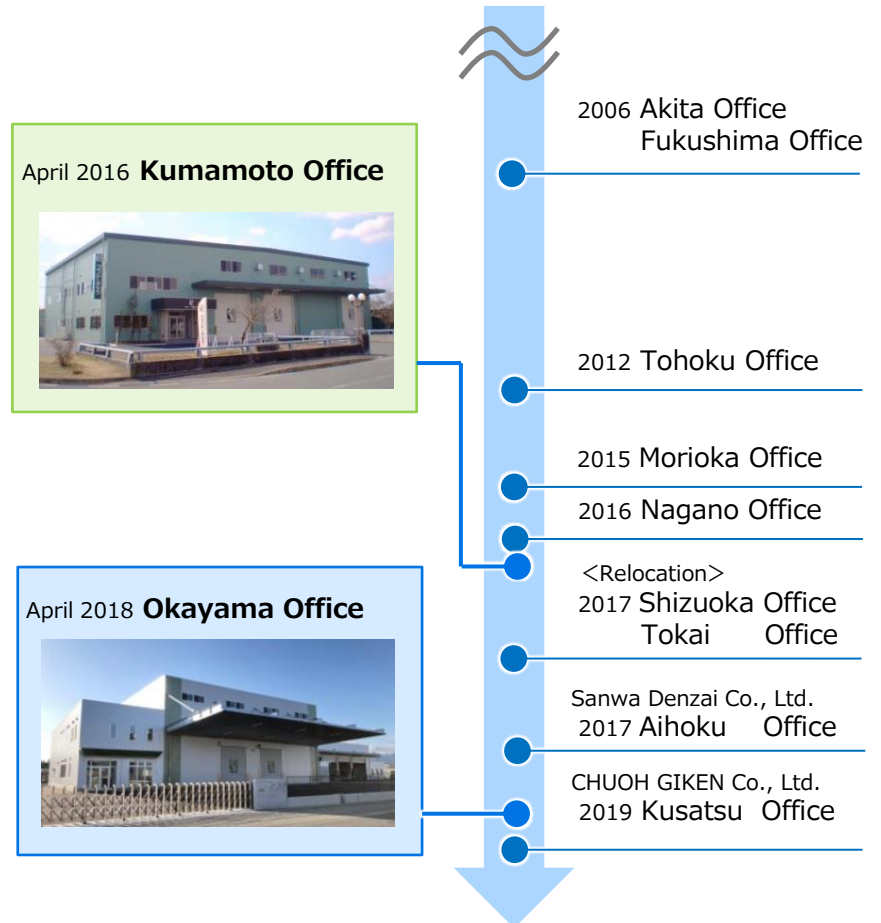 2006 Akita Office
Fukushima Office
April 2016 Kumamoto Office
2012 Tohoku Office
2015 Morioka Office
2016 Nagano Office
<Relocation>
2017 Shizuoka Office
Tokai Office
April 2018 Okayama Office
Sanwa Denzai Co., Ltd.
2017 Aihoku Office
CHUOH GIKEN Co., Ltd.
2019 Kusatsu Office